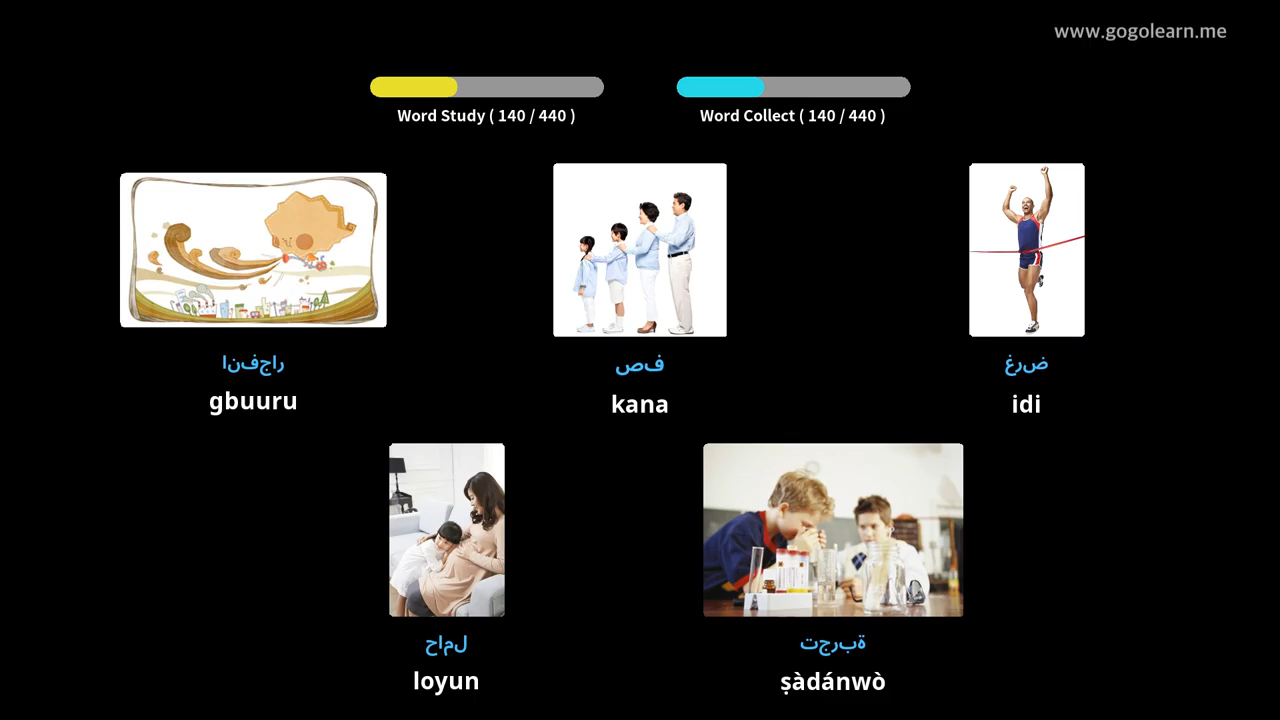 www.gogolearn.me
Word Study ( 140 / 440 )
Word Collect ( 140 / 440 )
انفجار
صف
غرض
gbuuru
kana
idi
حامل
تجربة
loyun
ṣàdánwò